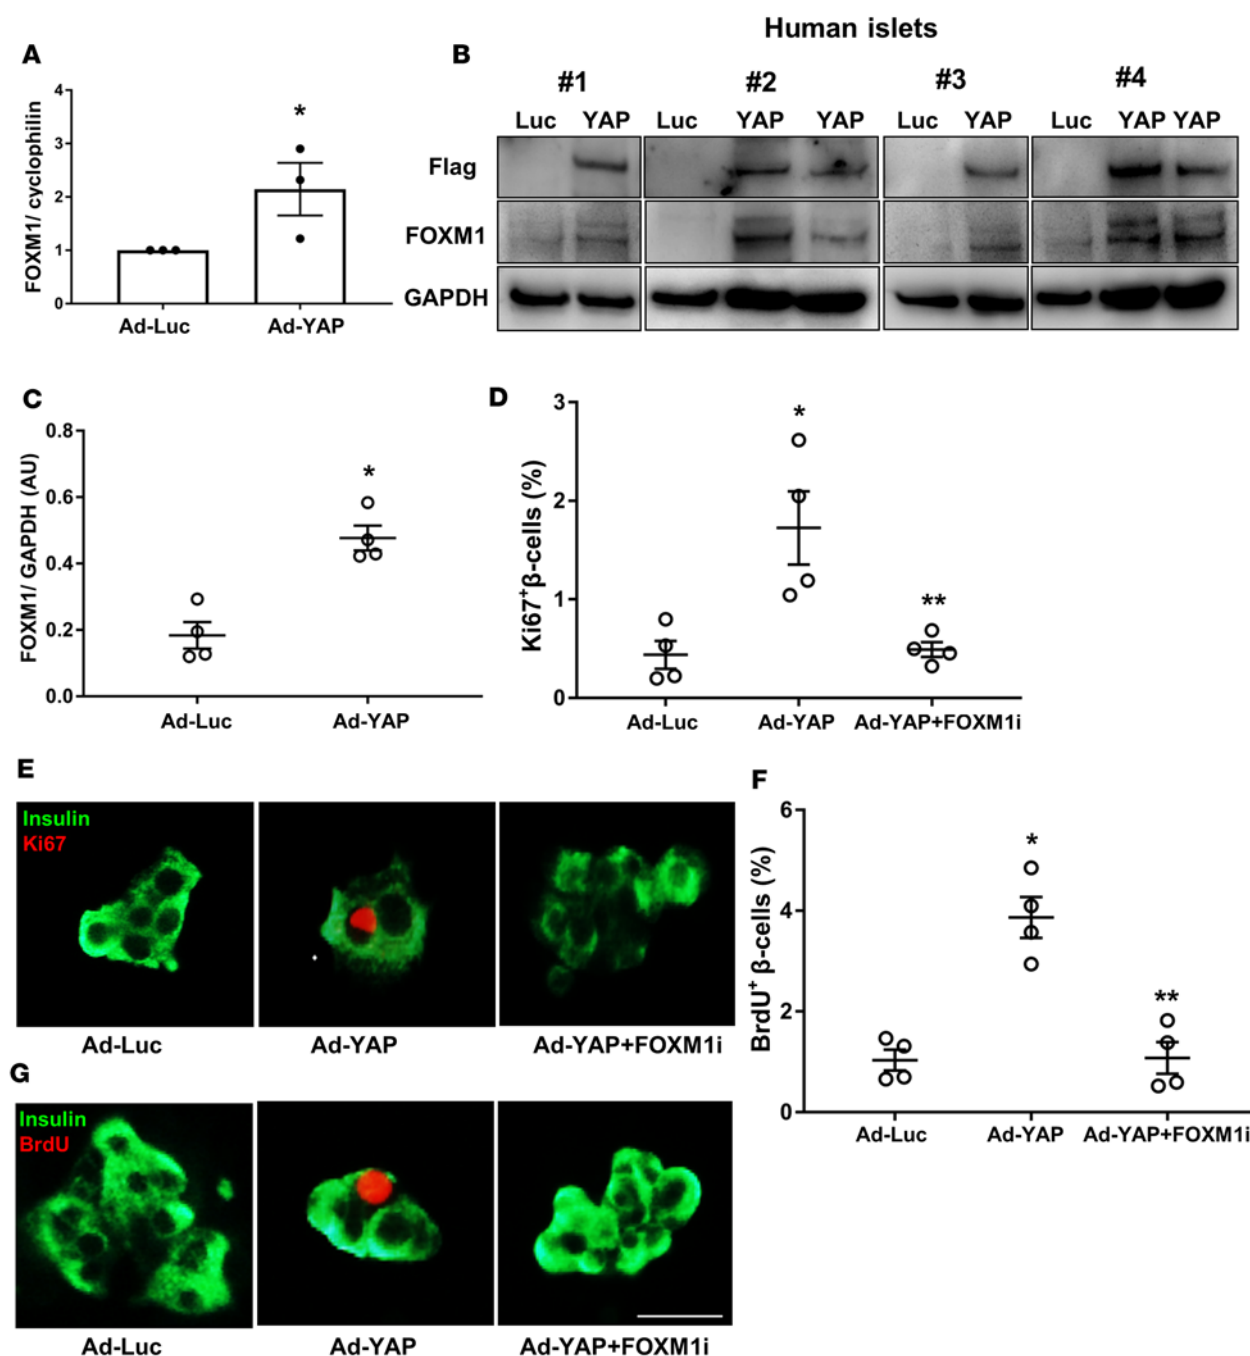 Human islets
A
B
#1
#2
#3
#4
Luc YAP
Luc YAP YAP
Luc YAP
Luc YAP YAP
Flag
FOXM1
GAPDH
FOXM1/ cyclophilin
4
3
2
1
0
*
Ad-Luc
Ad-YAP
C
FOXM1/ GAPDH (AU)
0.8
0.6
0.4
0.2
0.0
*
Ad-Luc
Ad-YAP
D
Ki67+β-cells (%)
3
2
1
0
*
**
Ad-Luc
Ad-YAP
Ad-YAP+FOXM1i
E
Insulin
Ki67
Ad-Luc
Ad-YAP
Ad-YAP+FOXM1i
F
BrdU+ β-cells (%)
6
4
2
0
*
**
Ad-Luc
Ad-YAP
Ad-YAP+FOXM1i
G
Insulin
BrdU
Ad-Luc
Ad-YAP
Ad-YAP+FOXM1i